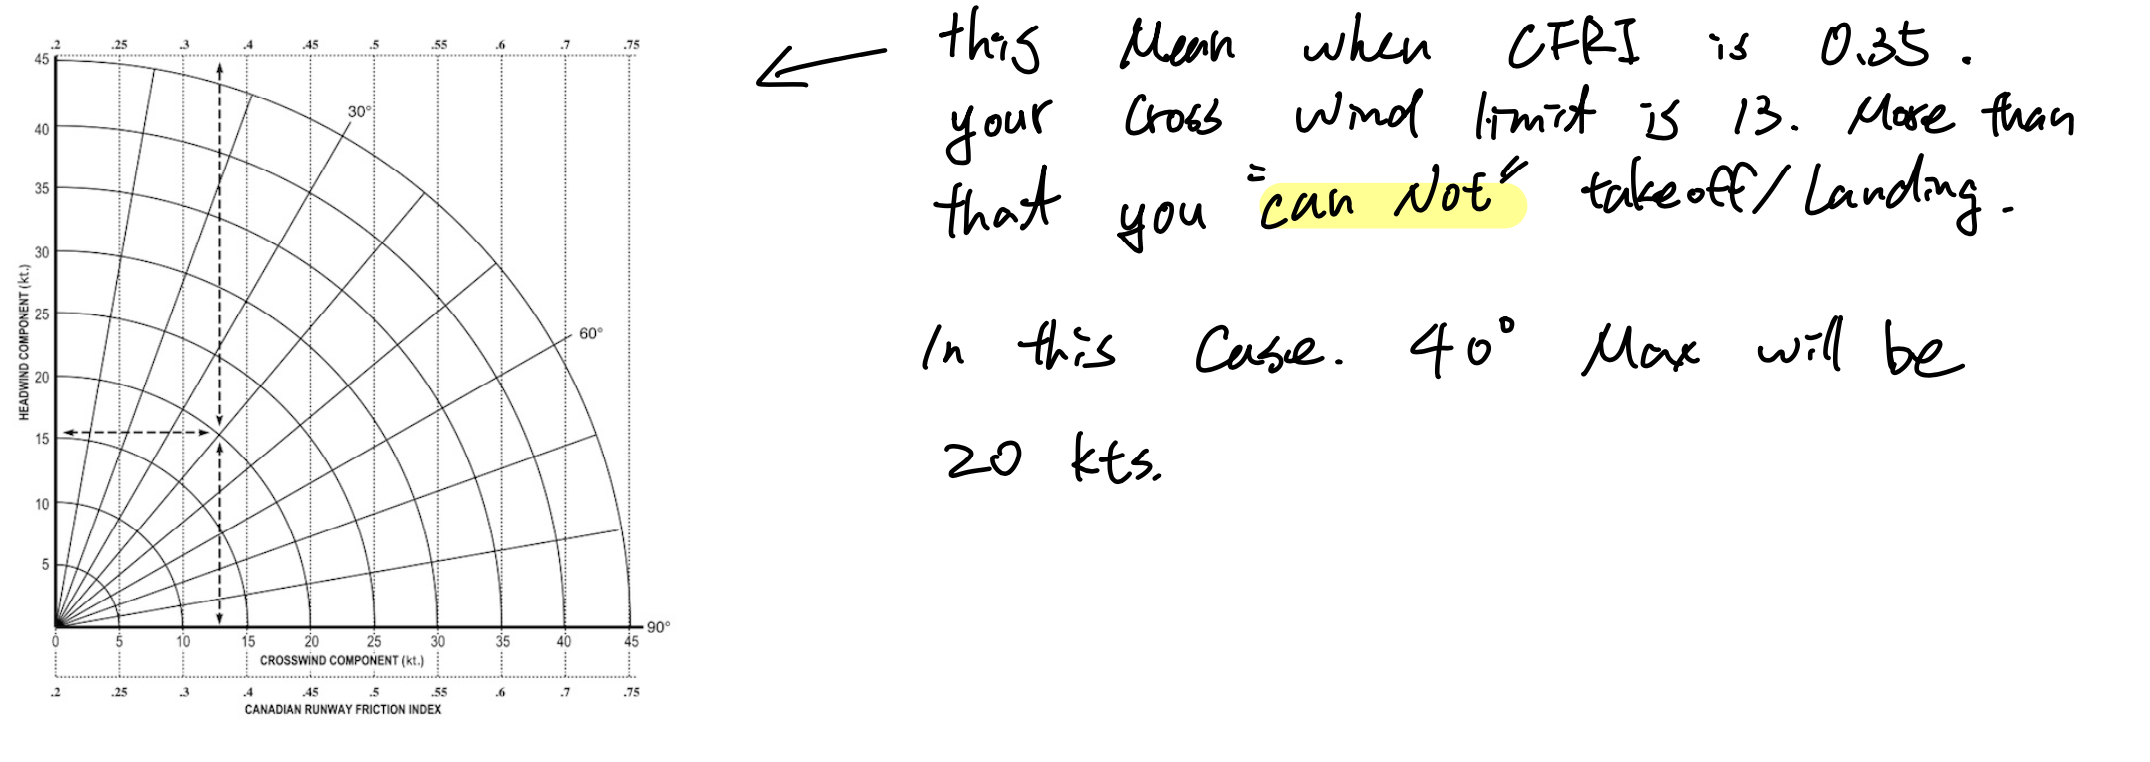 .2 .25 .3 .4 .45 .5 .55 .6 .7 .75
45
40
35
30
25
20
15
10
5
HEADWIND COMPONENT (kt.)
30°
60°
90°
0 5 10 15 20 25 30 35 40 45
CROSSWIND COMPONENT (kt.)
.2 .25 .3 .4 .45 .5 .55 .6 .7 .75
CANADIAN RUNWAY FRICTION INDEX
this Mean when CFRI is 0.35.
your Cross wind limit is 13. More than
that you "can Not" takeoff/Landing.
In this Case. 40° Max will be
20 kts.